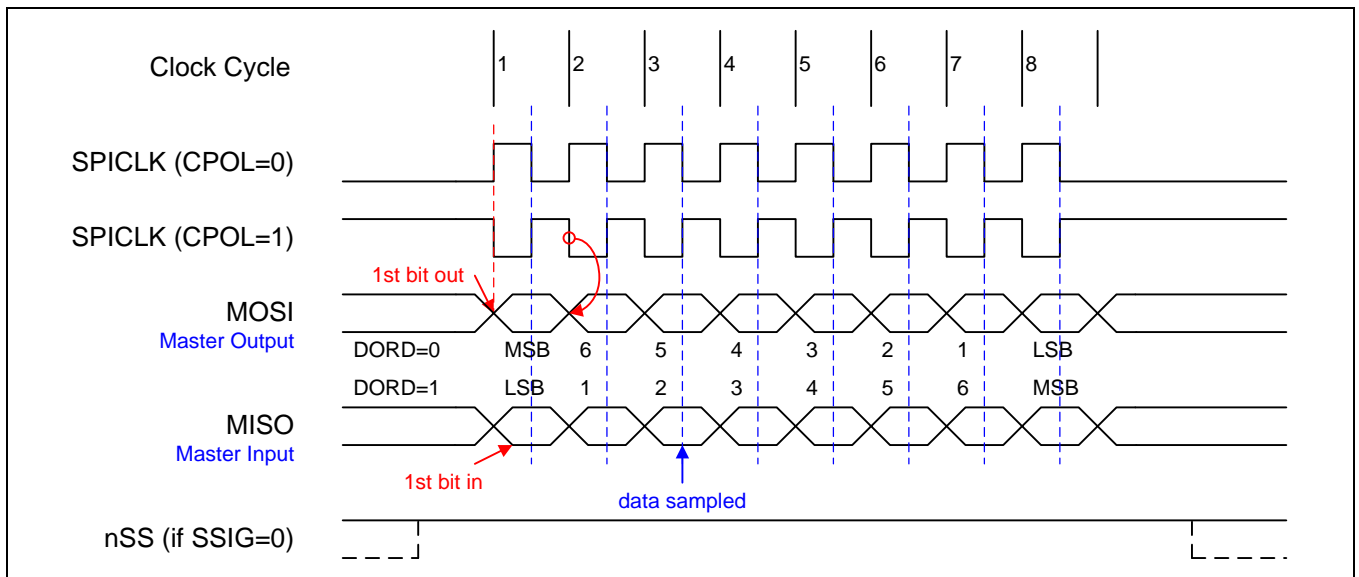 Clock Cycle 1 2 3 4 5 6 7 8
SPICLK (CPOL=0)
SPICLK (CPOL=1)
1st bit out
MOSI
Master Output
DORD=0 MSB 6 5 4 3 2 1 LSB
DORD=1 LSB 1 2 3 4 5 6 MSB
MISO
Master Input
1st bit in
data sampled
nSS (if SSIG=0)